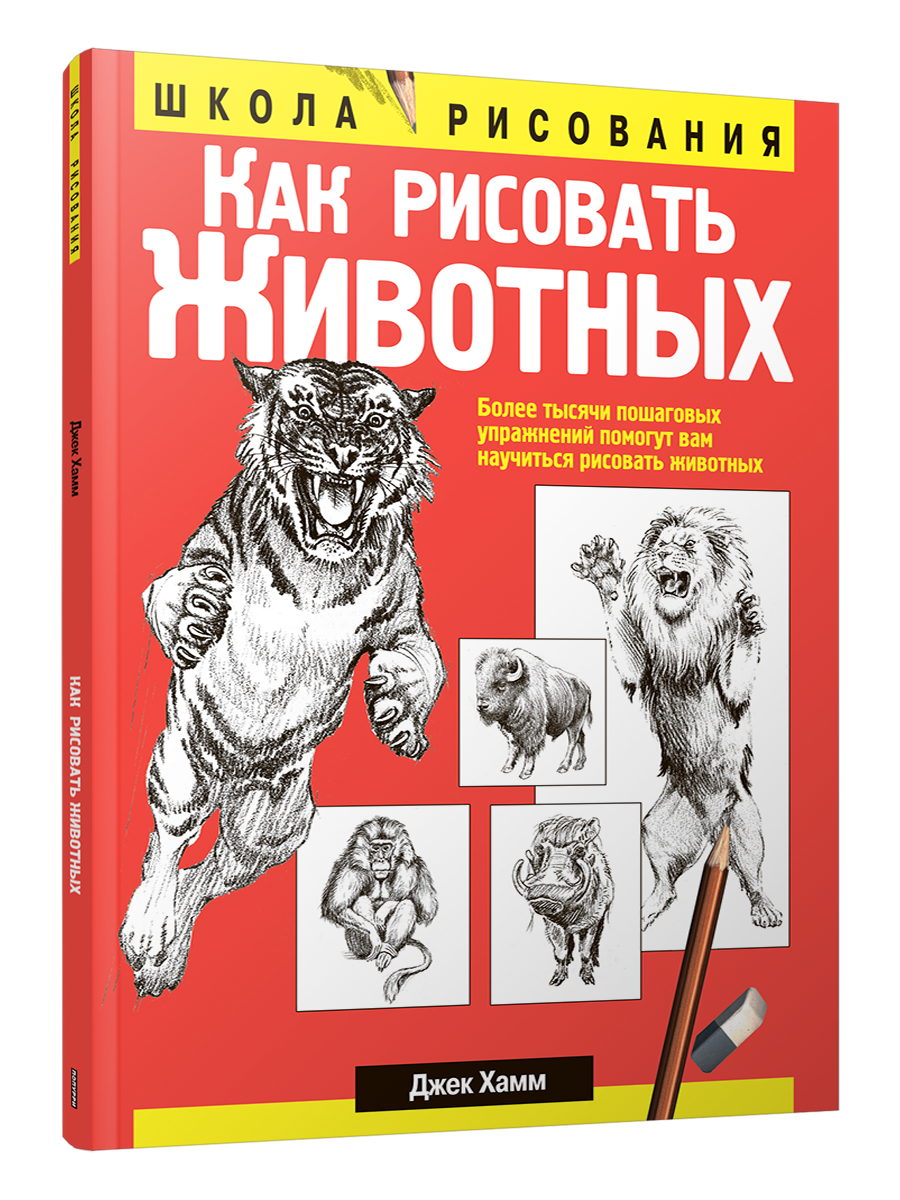 ШКОЛА РИСОВАНИЯ
КАК РИСОВАТЬ
ЖИВОТНЫХ
Более тысячи пошаговых
упражнений помогут вам
научиться рисовать животных
Джек Хамм
ШКОЛА РИСОВАНИЯ
Джек Хамм
КАК РИСОВАТЬ ЖИВОТНЫХ
ПОПУРРИ